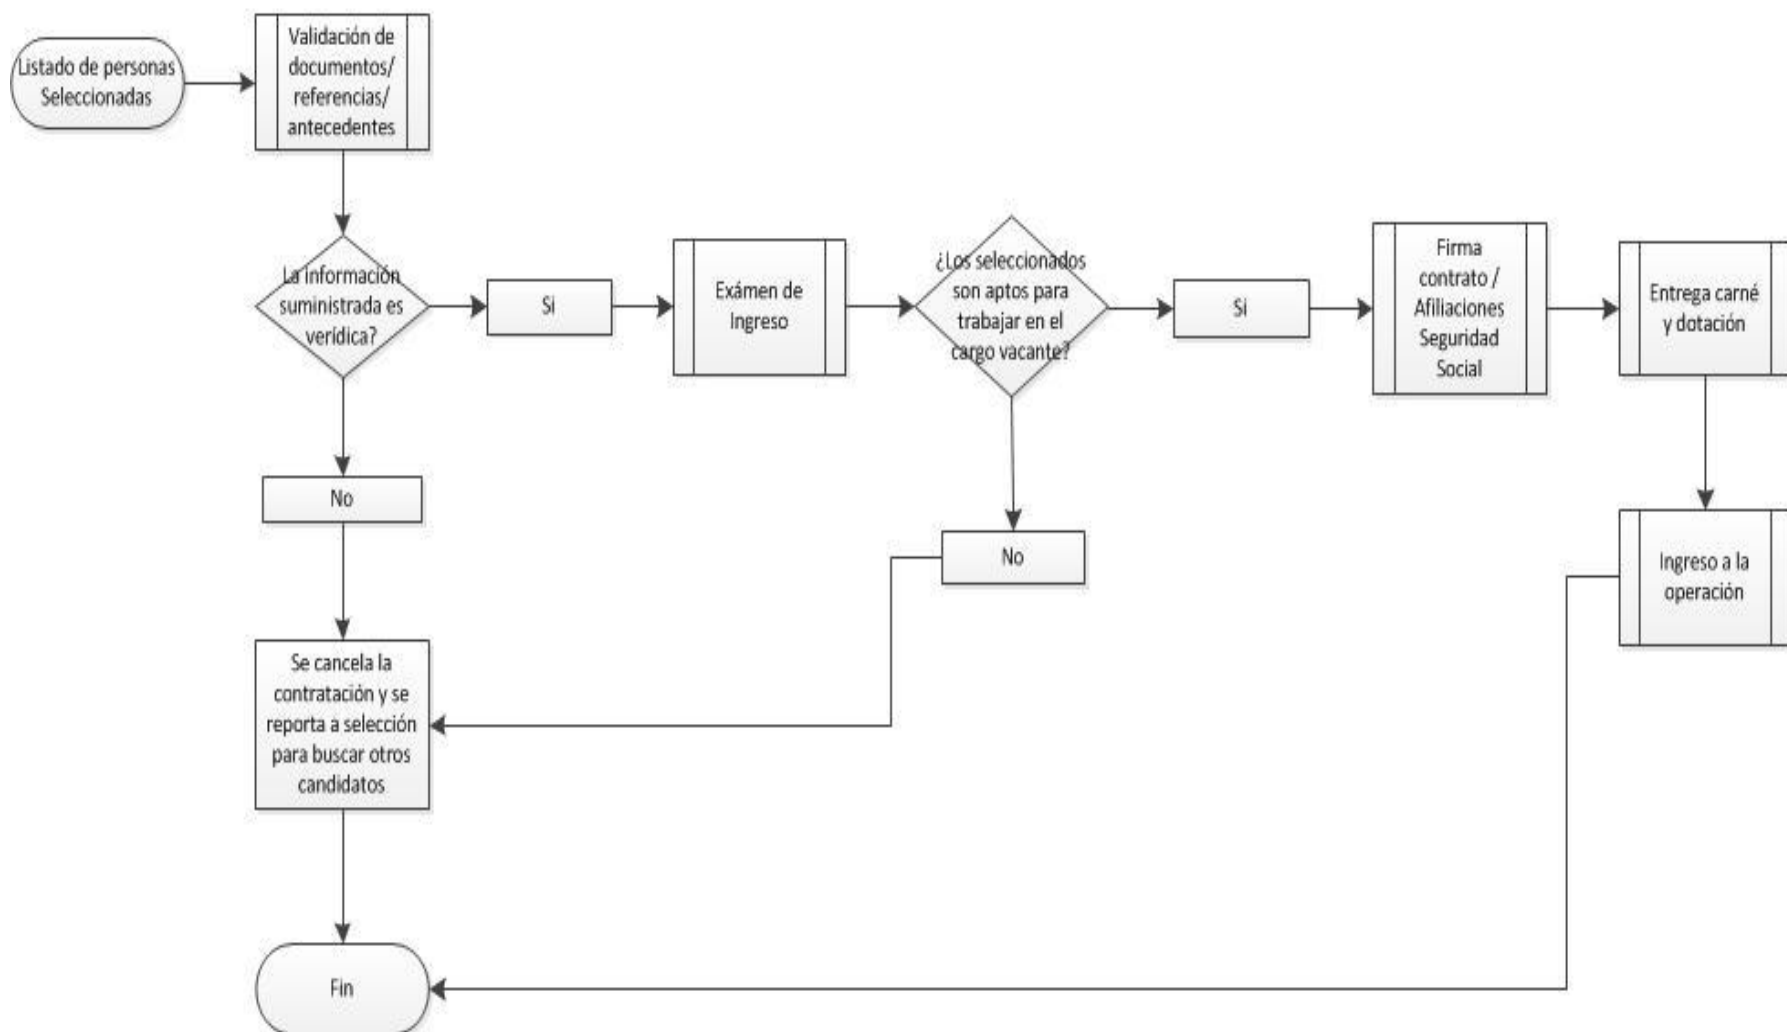 Listado de personas
Seleccionadas
Validación de
documentos/
referencias/
antecedentes
La información
suministrada es
verídica?
Si
Exámen de
Ingreso
¿Los seleccionados
son aptos para
trabajar en el
cargo vacante?
Si
Firma
contrato /
Afiliaciones
Seguridad
Social
Entrega carné
y dotación
No
No
Ingreso a la
operación
Se cancela la
contratación y se
reporta a selección
para buscar otros
candidatos
Fin